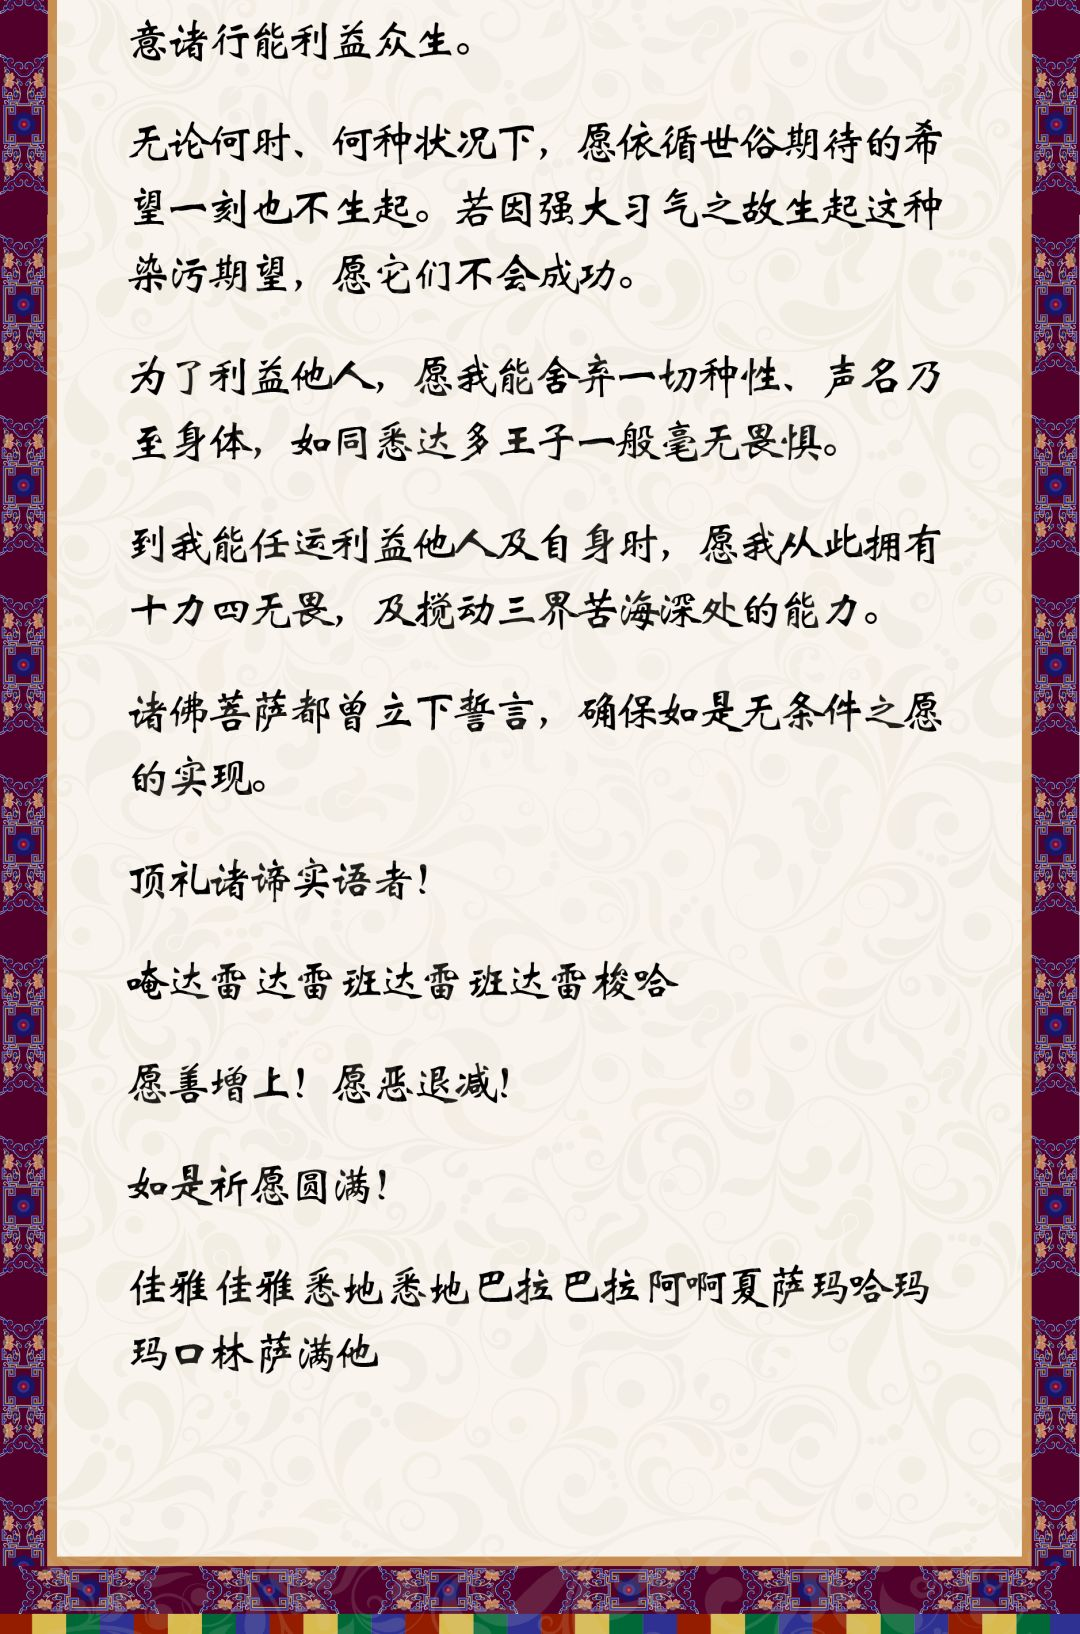 意诸行能利益众生。
无论何时、何种状况下，愿依循世俗期待的希
望一刻也不生起。若因强大习气之故生起这种
染污期望，愿它们不会成功。
为了利益他人，愿我能舍弃一切种性、声名乃
至身体，如同悉达多王子一般毫无畏惧。
到我能任运利益他人及自身时，愿我从此拥有
十力四无畏，及搅动三界苦海深处的能力。
诸佛菩萨都曾立下誓言，确保如是无条件之愿
的实现。
顶礼诸谛实语者！
唵达雷 达雷 班达雷 班达雷 梭哈
愿善增上！愿恶退减！
如是祈愿圆满！
佳雅 佳雅 悉地 悉地 巴拉 巴拉 阿啊夏萨玛哈玛
玛口林 萨满他